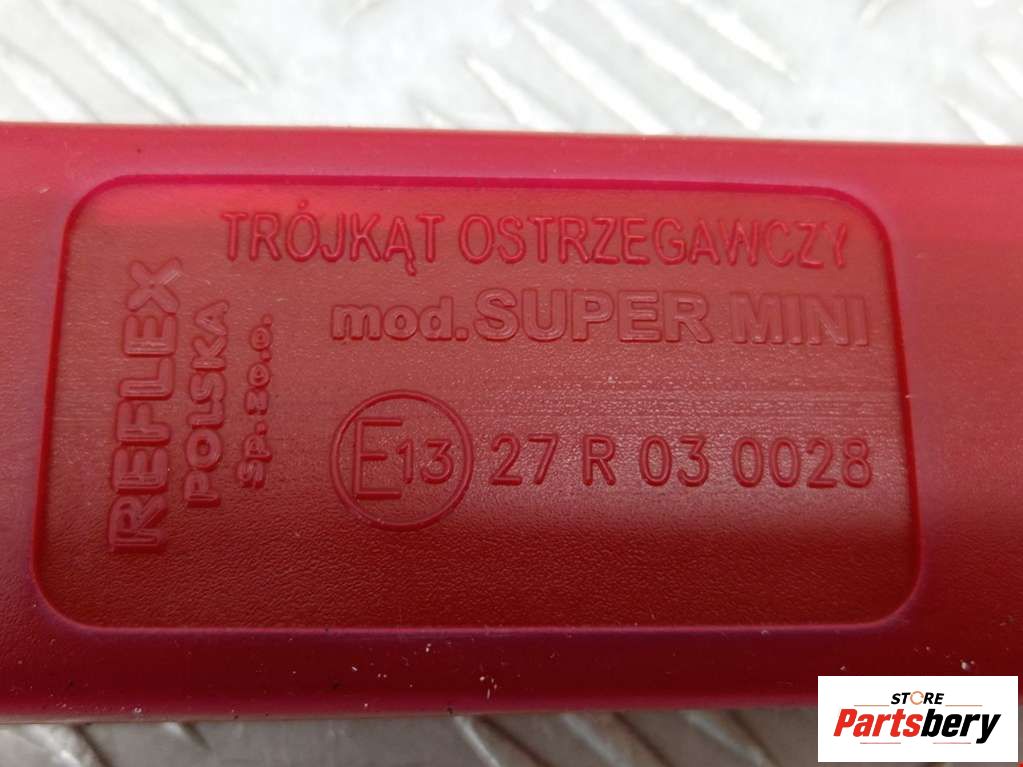 TRÓJKĄT OSTRZEGAWCZY
mod. SUPER MINI
E13 27 R 03 0028
REFLEX
POLSKA
Sp. zo.o.
STORE
Partsbery